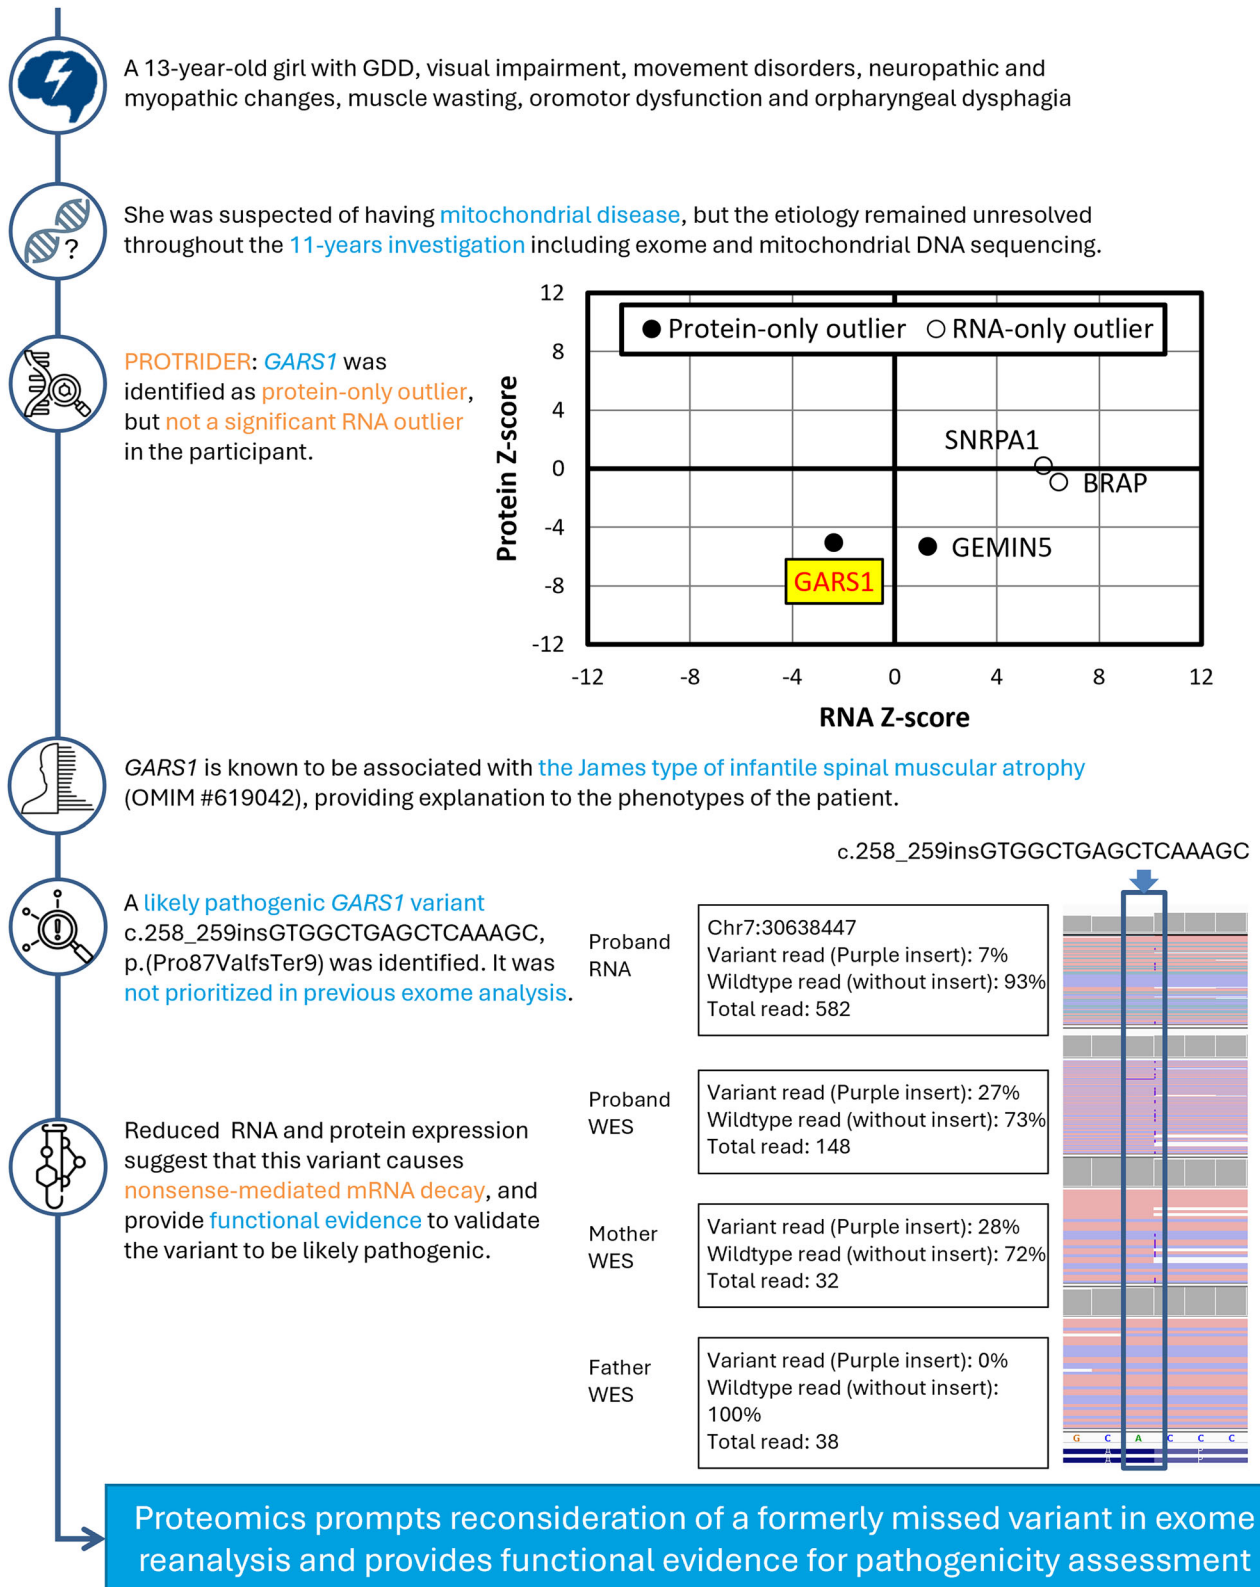 A 13-year-old girl with GDD, visual impairment, movement disorders, neuropathic and
myopathic changes, muscle wasting, oromotor dysfunction and orpharyngeal dysphagia
?
She was suspected of having mitochondrial disease, but the etiology remained unresolved
throughout the 11-years investigation including exome and mitochondrial DNA sequencing.
PROTRIDER: GARS1 was
identified as protein-only outlier,
but not a significant RNA outlier
in the participant.
Protein-only outlier RNA-only outlier
Protein Z-score
12
8
4
0
-4
-8
-12
SNRPA1
BRAP
GEMIN5
GARS1
-12 -8 -4 0 4 8 12
RNA Z-score
GARS1 is known to be associated with the James type of infantile spinal muscular atrophy
(OMIM #619042), providing explanation to the phenotypes of the patient.
c.258_259insGTGGCTGAGCTCAAAGC
A likely pathogenic GARS1 variant
c.258_259insGTGGCTGAGCTCAAAGC,
p.(Pro87ValfsTer9) was identified. It was
not prioritized in previous exome analysis.
Proband
RNA
Chr7:30638447
Variant read (Purple insert): 7%
Wildtype read (without insert): 93%
Total read: 582
Proband
WES
Variant read (Purple insert): 27%
Wildtype read (without insert): 73%
Total read: 148
Reduced RNA and protein expression
suggest that this variant causes
nonsense-mediated mRNA decay, and
provide functional evidence to validate
the variant to be likely pathogenic.
Mother
WES
Variant read (Purple insert): 28%
Wildtype read (without insert): 72%
Total read: 32
Father
WES
Variant read (Purple insert): 0%
Wildtype read (without insert):
100%
Total read: 38
G C A C C C
A P
A P
Proteomics prompts reconsideration of a formerly missed variant in exome
reanalysis and provides functional evidence for pathogenicity assessment